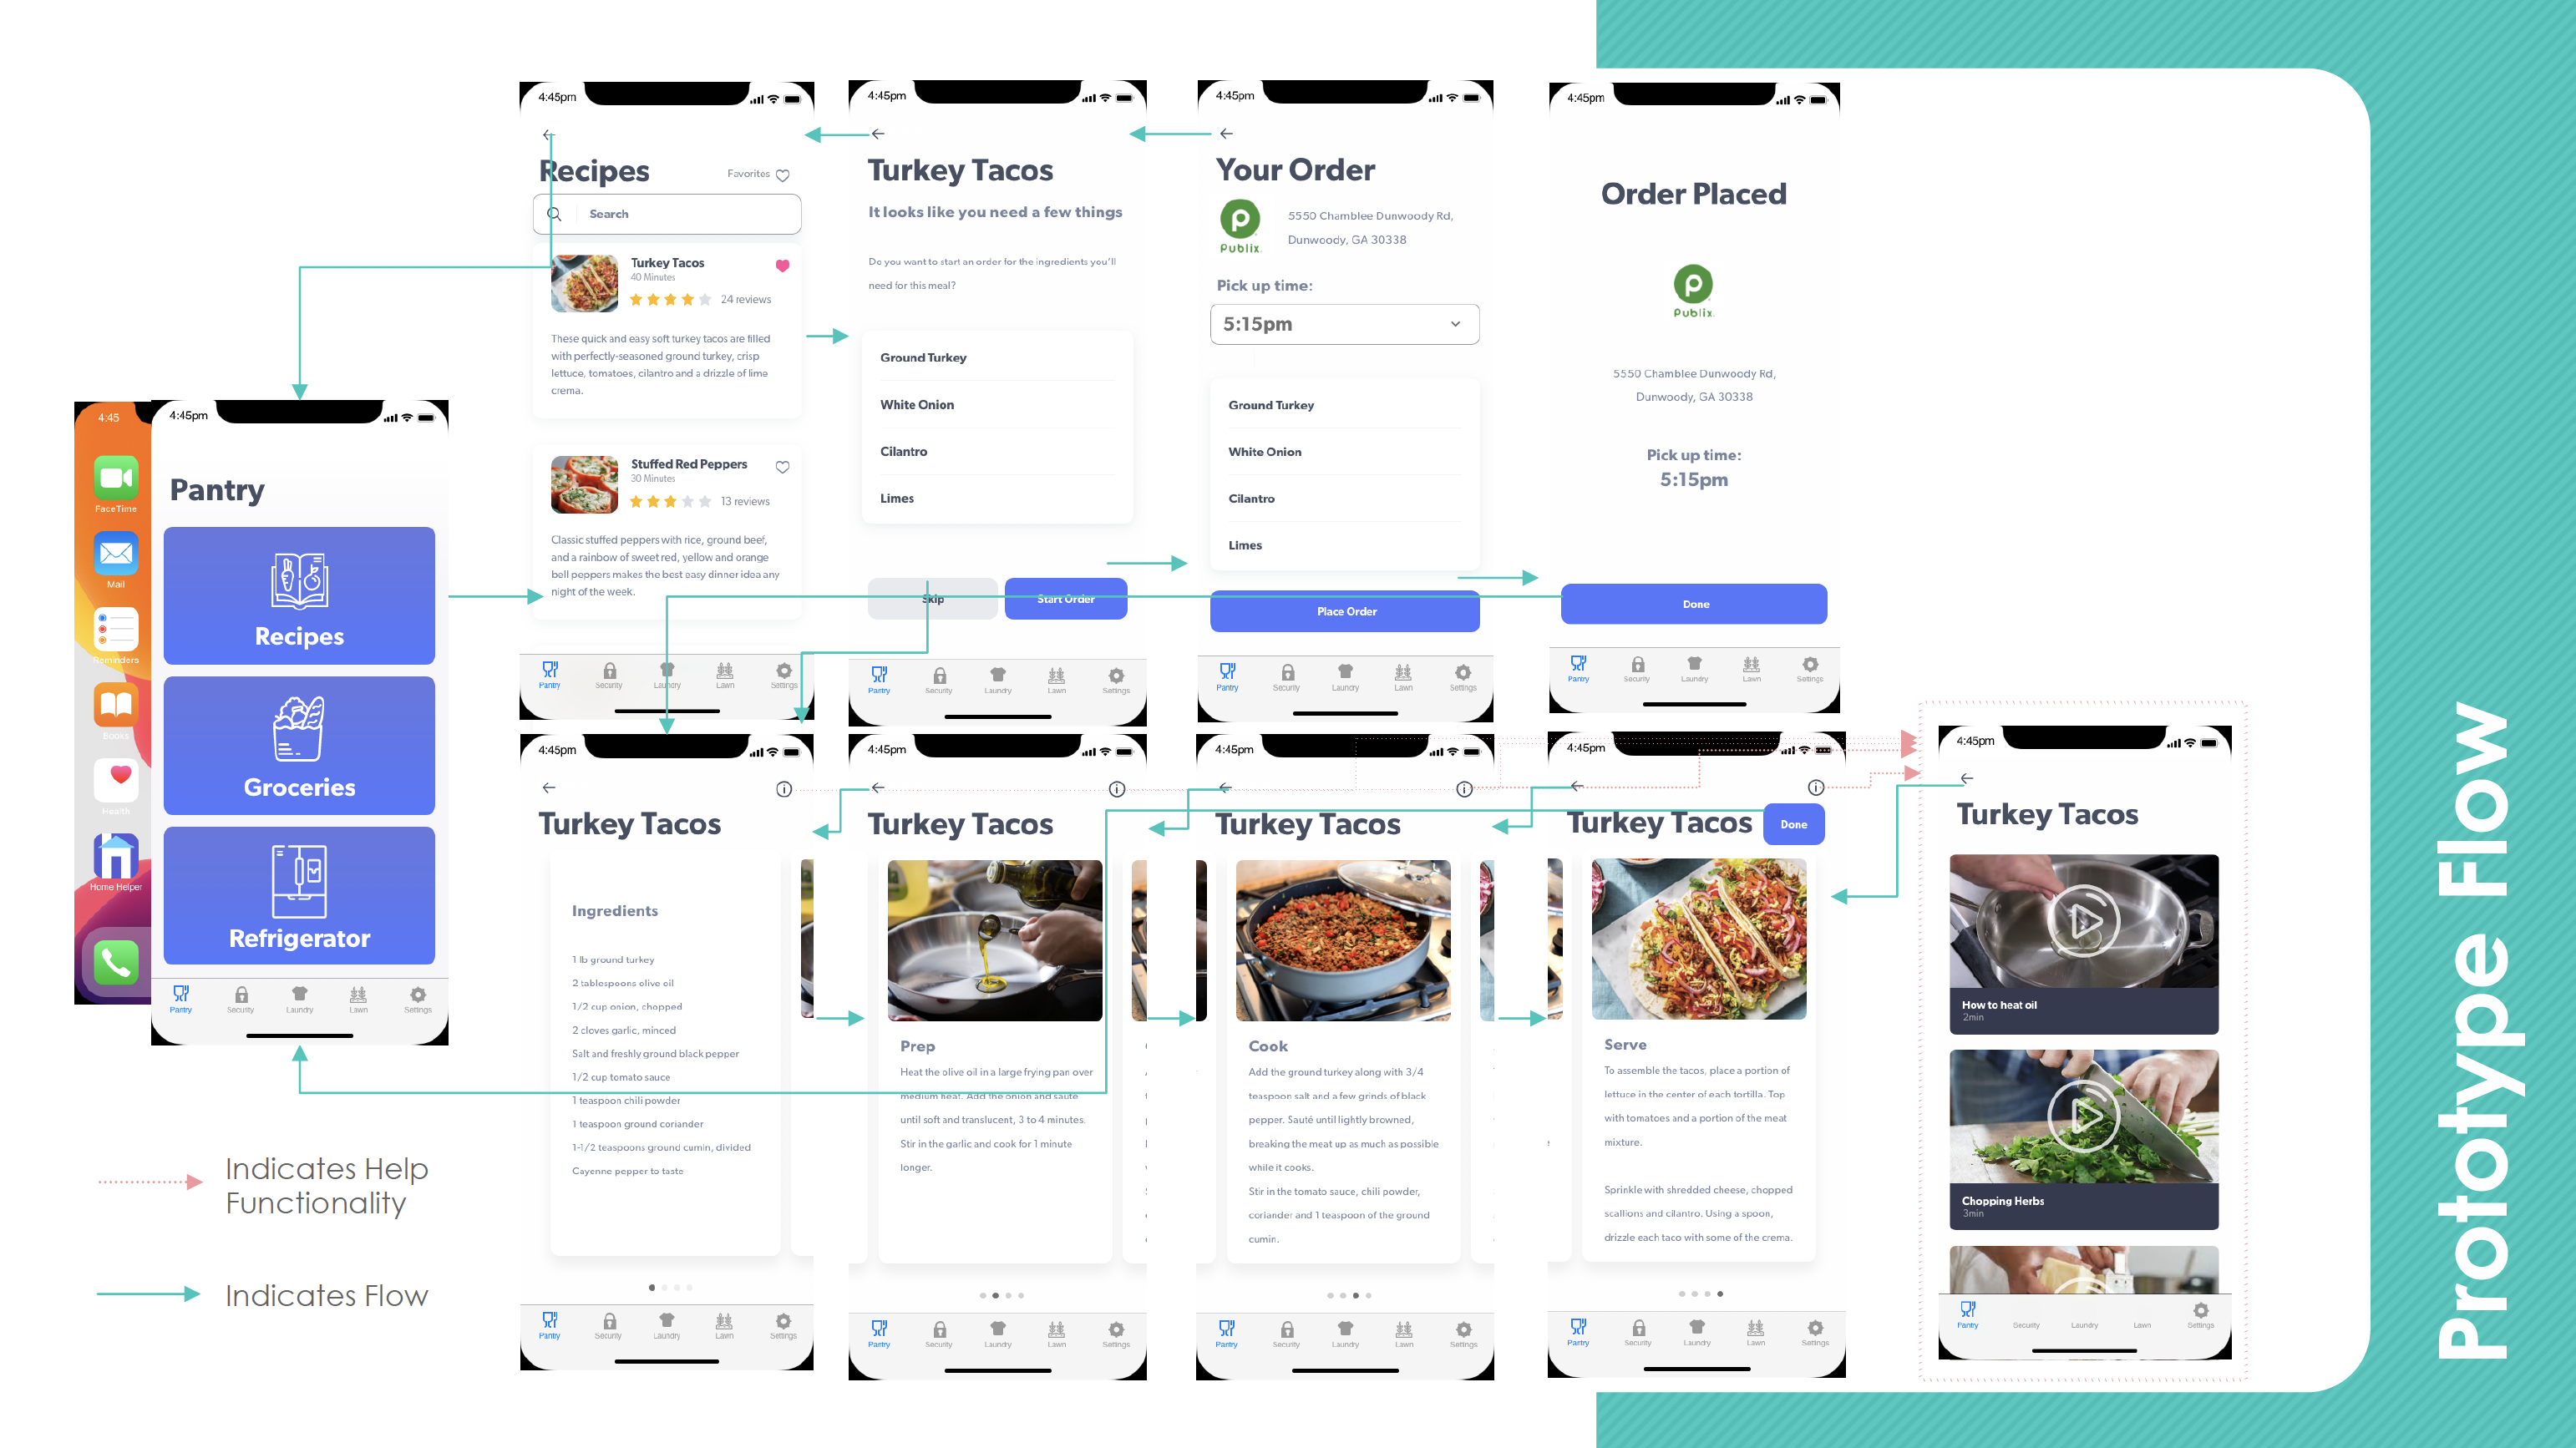 4:45
FaceTime
Mail
Reminders
Books
Health
Home Helper
4:45pm
Pantry
Recipes
Groceries
Refrigerator
Pantry
Security
Laundry
Lawn
Settings
4:45pm
Recipes
Favorites
Search
Turkey Tacos
40 Minutes
24 reviews
These quick and easy soft turkey tacos are filled
with perfectly-seasoned ground turkey, crisp
lettuce, tomatoes, cilantro and a drizzle of lime
crema.
Stuffed Red Peppers
30 Minutes
13 reviews
Classic stuffed peppers with rice, ground beef,
and a rainbow of sweet red, yellow and orange
bell peppers makes the best easy dinner idea any
night of the week.
Pantry
Security
Laundry
Lawn
Settings
4:45pm
Turkey Tacos
It looks like you need a few things
Do you want to start an order for the ingredients you'll
need for this meal?
Ground Turkey
White Onion
Cilantro
Limes
Skip
Start Order
Pantry
Security
Laundry
Lawn
Settings
4:45pm
Your Order
Publix.
5550 Chamblee Dunwoody Rd,
Dunwoody, GA 30338
Pick up time:
5:15pm
Ground Turkey
White Onion
Cilantro
Limes
Place Order
Pantry
Security
Laundry
Lawn
Settings
4:45pm
Order Placed
Publix.
5550 Chamblee Dunwoody Rd,
Dunwoody, GA 30338
Pick up time:
5:15pm
Done
Pantry
Security
Laundry
Lawn
Settings
4:45pm
Turkey Tacos
Ingredients
1 lb ground turkey
2 tablespoons olive oil
1/2 cup onion, chopped
2 cloves garlic, minced
Salt and freshly ground black pepper
1/2 cup tomato sauce
1 teaspoon chili powder
1 teaspoon ground coriander
1-1/2 teaspoons ground cumin, divided
Cayenne pepper to taste
Pantry
Security
Laundry
Lawn
Settings
4:45pm
Turkey Tacos
Prep
Heat the olive oil in a large frying pan over
medium heat. Add the onion and sauté
until soft and translucent, 3 to 4 minutes.
Stir in the garlic and cook for 1 minute
longer.
Pantry
Security
Laundry
Lawn
Settings
4:45pm
Turkey Tacos
Cook
Add the ground turkey along with 3/4
teaspoon salt and a few grinds of black
pepper. Sauté until lightly browned,
breaking the meat up as much as possible
while it cooks.
Stir in the tomato sauce, chili powder,
coriander and 1 teaspoon of the ground
cumin.
Pantry
Security
Laundry
Lawn
Settings
4:45pm
Turkey Tacos
Done
Serve
To assemble the tacos, place a portion of
lettuce in the center of each tortilla. Top
with tomatoes and a portion of the meat
mixture.
Sprinkle with shredded cheese, chopped
scallions and cilantro. Using a spoon,
drizzle each taco with some of the crema.
Pantry
Security
Laundry
Lawn
Settings
4:45pm
Turkey Tacos
How to heat oil
2min
Chopping Herbs
3min
Pantry
Security
Laundry
Lawn
Settings
Indicates Help
Functionality
Indicates Flow
Prototype Flow